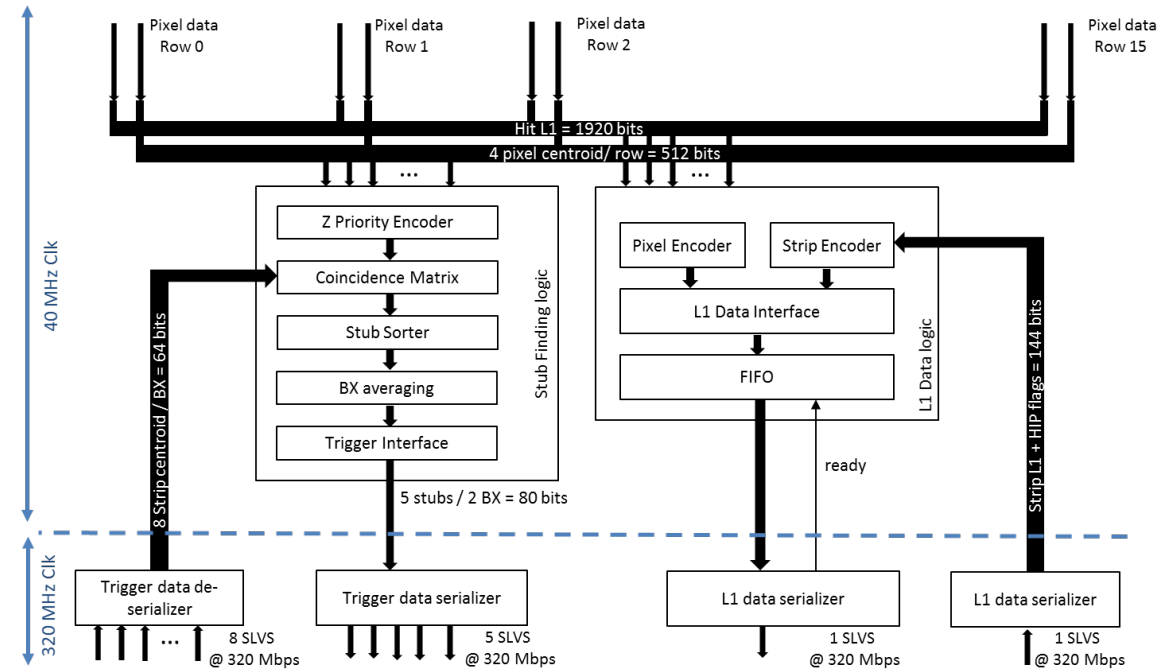 Pixel data
Row 0
Pixel data
Row 1
Pixel data
Row 2
Pixel data
Row 15
Hit L1 = 1920 bits
4 pixel centroid/ row = 512 bits
...
...
40 MHz Clk
Z Priority Encoder
Coincidence Matrix
Stub Sorter
BX averaging
Trigger Interface
Stub Finding logic
Pixel Encoder
Strip Encoder
L1 Data Interface
FIFO
L1 Data logic
8 Strip centroid / BX = 64 bits
Strip L1 + HIP flags = 144 bits
ready
5 stubs / 2 BX = 80 bits
320 MHz Clk
Trigger data de-
serializer
Trigger data serializer
L1 data serializer
L1 data serializer
...
8 SLVS
@ 320 Mbps
5 SLVS
@ 320 Mbps
1 SLVS
@ 320 Mbps
1 SLVS
@ 320 Mbps